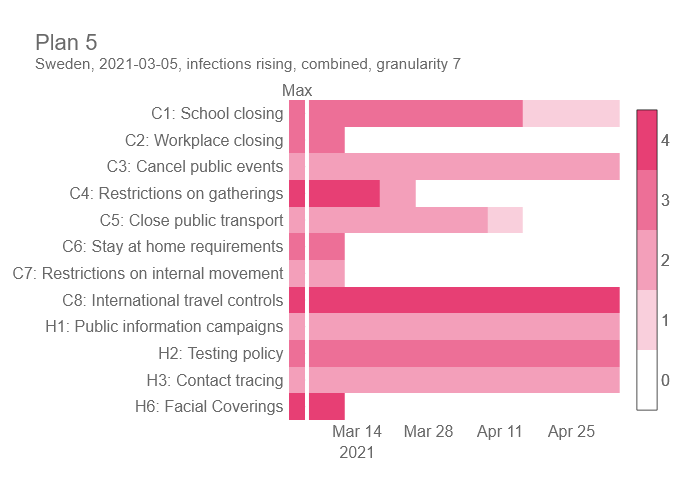 Plan 5
Sweden, 2021-03-05, infections rising, combined, granularity 7
Max
C1: School closing
C2: Workplace closing
C3: Cancel public events
C4: Restrictions on gatherings
C5: Close public transport
C6: Stay at home requirements
C7: Restrictions on internal movement
C8: International travel controls
H1: Public information campaigns
H2: Testing policy
H3: Contact tracing
H6: Facial Coverings
4
3
2
1
0
Mar 14 Mar 28 Apr 11 Apr 25
2021